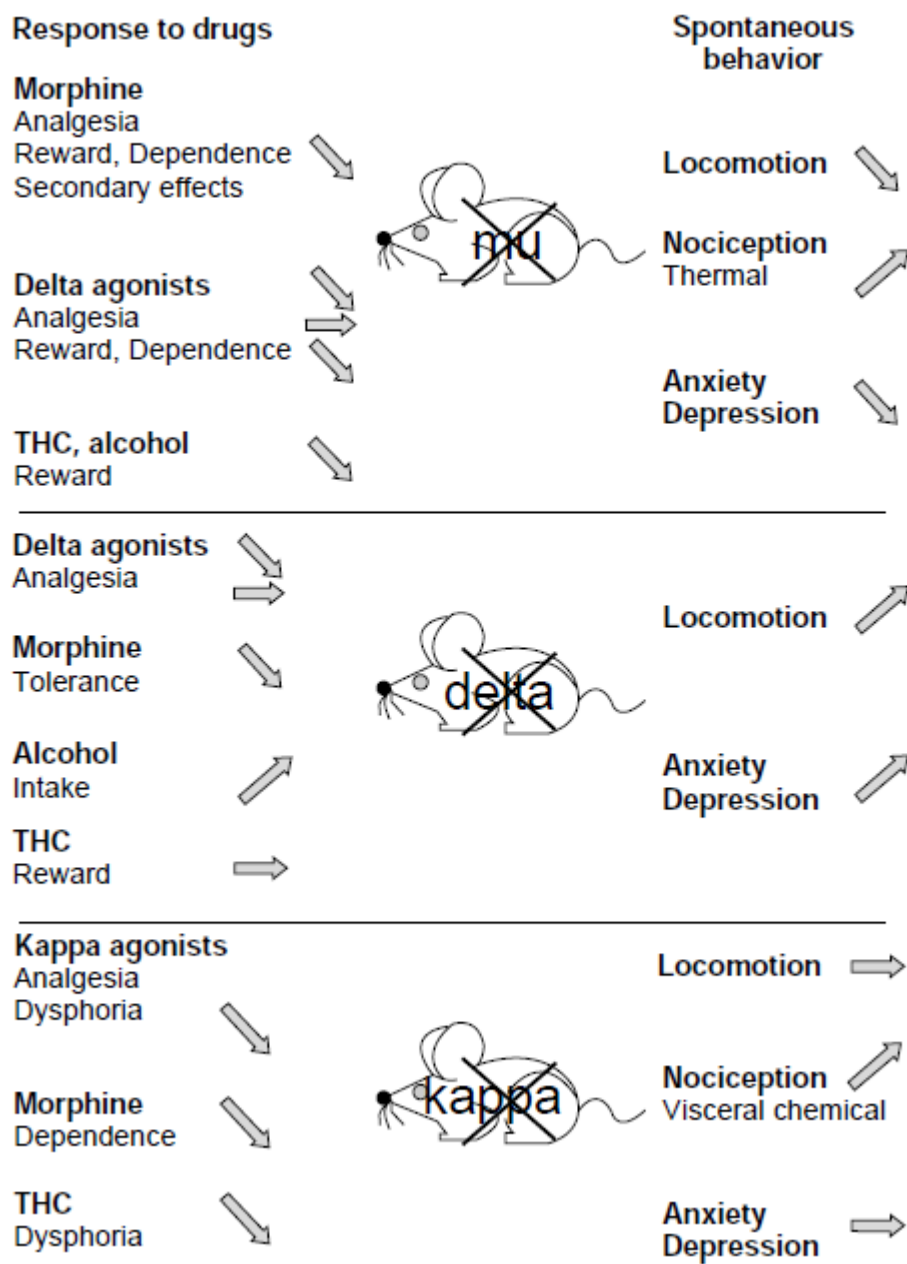 Response to drugs
Spontaneous
behavior
Morphine
Analgesia
Reward, Dependence
Secondary effects
Delta agonists
Analgesia
Reward, Dependence
THC, alcohol
Reward
mu
Locomotion
Nociception
Thermal
Anxiety
Depression
Delta agonists
Analgesia
Morphine
Tolerance
Alcohol
Intake
THC
Reward
delta
Locomotion
Anxiety
Depression
Kappa agonists
Analgesia
Dysphoria
Morphine
Dependence
THC
Dysphoria
kappa
Locomotion
Nociception
Visceral chemical
Anxiety
Depression